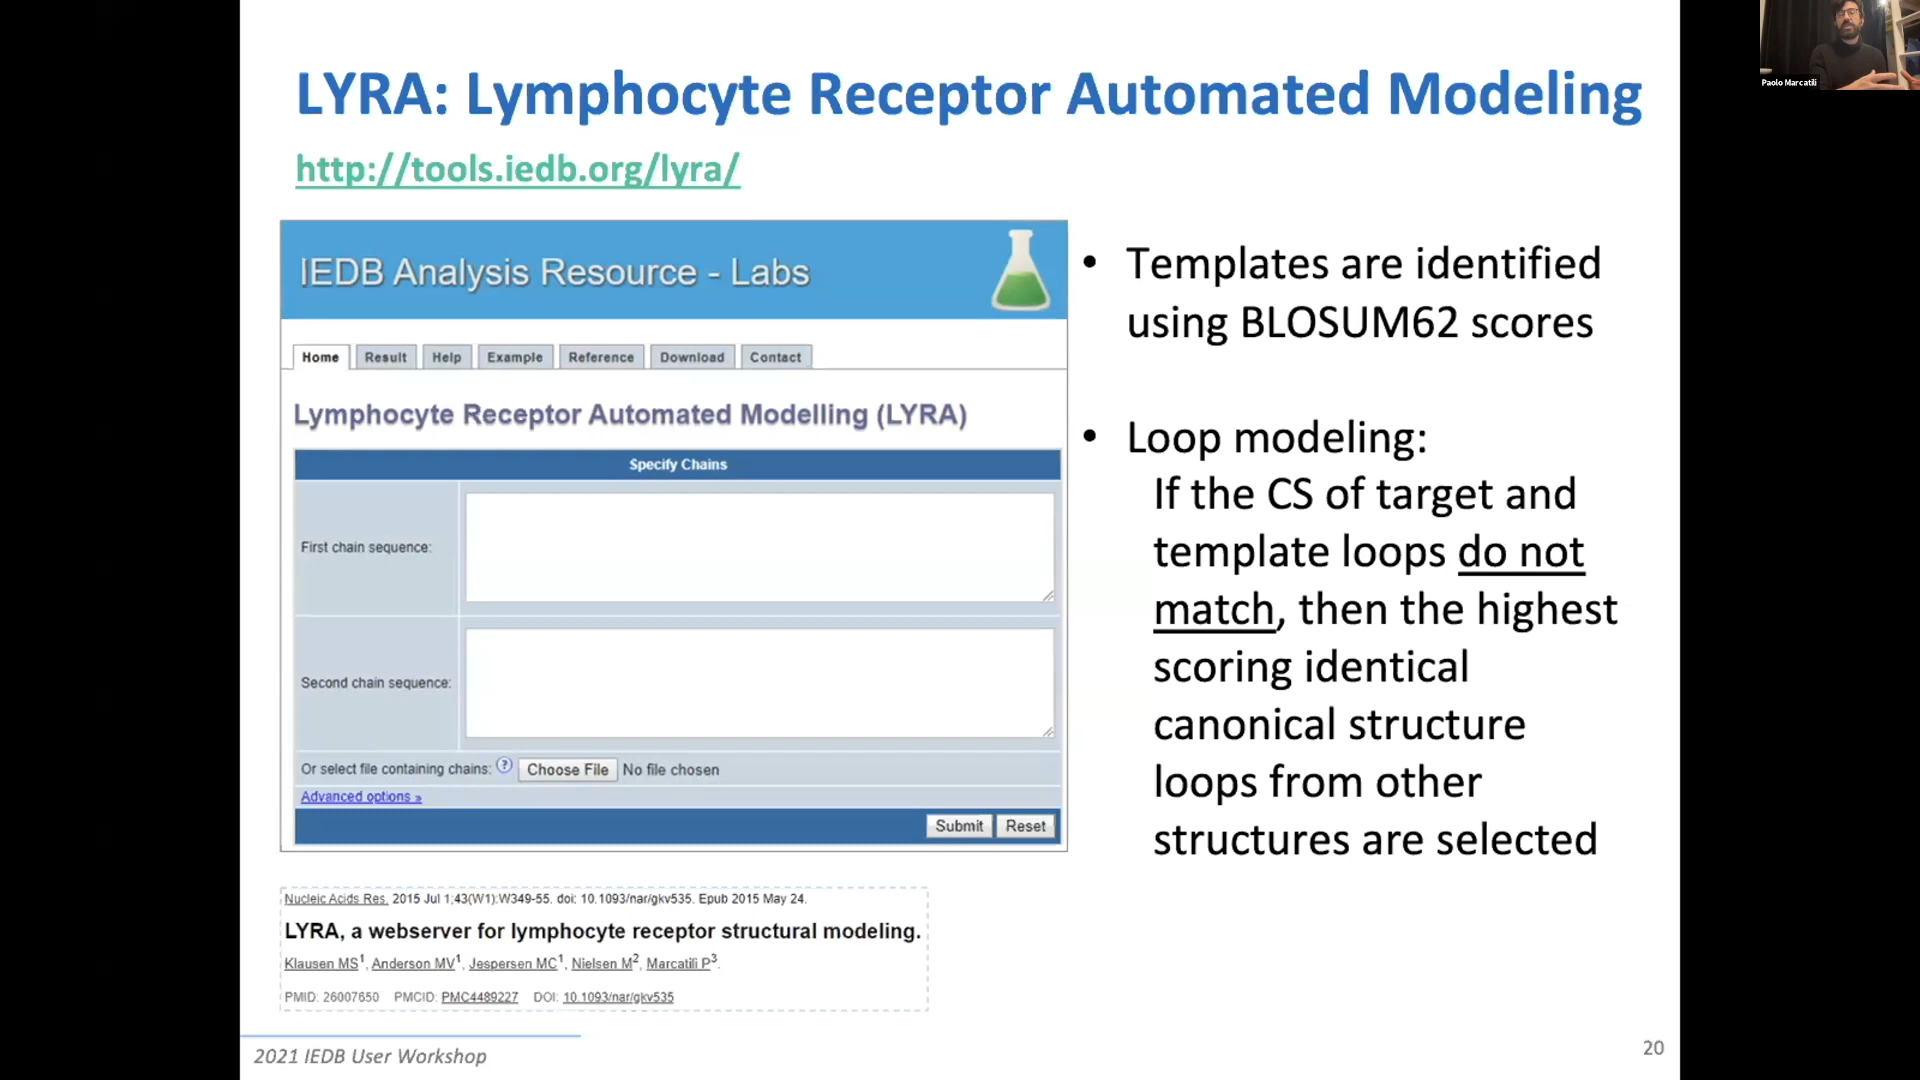 LYRA: Lymphocyte Receptor Automated Modeling
http://tools.iedb.org/lyra/
IEDB Analysis Resource - Labs
Home Result Help Example Reference Download Contact
Lymphocyte Receptor Automated Modelling (LYRA)
Specify Chains
First chain sequence:
Second chain sequence:
Or select file containing chains: ? Choose File No file chosen
Advanced options »
Submit Reset
• Templates are identified
using BLOSUM62 scores
• Loop modeling:
If the CS of target and
template loops do not
match, then the highest
scoring identical
canonical structure
loops from other
structures are selected
Nucleic Acids Res. 2015 Jul 1;43(W1):W349-55. doi: 10.1093/nar/gkv535. Epub 2015 May 24.
LYRA, a webserver for lymphocyte receptor structural modeling.
Klausen MS1, Anderson MV1, Jespersen MC1, Nielsen M2, Marcatili P3.
PMID: 26007650 PMCID: PMC4489227 DOI: 10.1093/nar/gkv535
2021 IEDB User Workshop
20
Paolo Marcatili